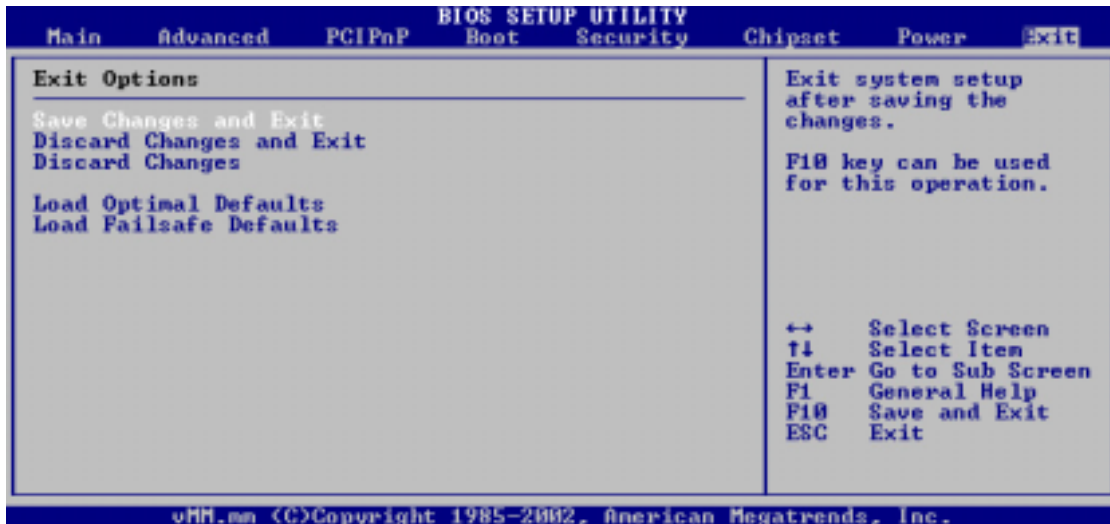 BIOS SETUP UTILITY
Main Advanced PCIPnP Boot Security Chipset Power Exit
Exit Options
Save Changes and Exit
Discard Changes and Exit
Discard Changes
Load Optimal Defaults
Load Failsafe Defaults
Exit system setup
after saving the
changes.
F10 key can be used
for this operation.
↔ Select Screen
↑↓ Select Item
Enter Go to Sub Screen
F1 General Help
F10 Save and Exit
ESC Exit
vMM.mm (C)Copyright 1985-2002, American Megatrends, Inc.